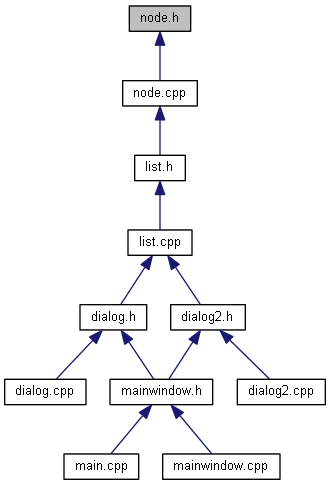 node.h
node.cpp
list.h
list.cpp
dialog.h
dialog2.h
dialog.cpp
mainwindow.h
dialog2.cpp
main.cpp
mainwindow.cpp